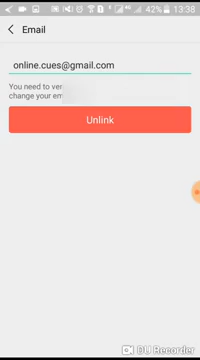 42% 13:38
Email
online.cues@gmail.com
You need to
change your
Unlink
DU Recorder